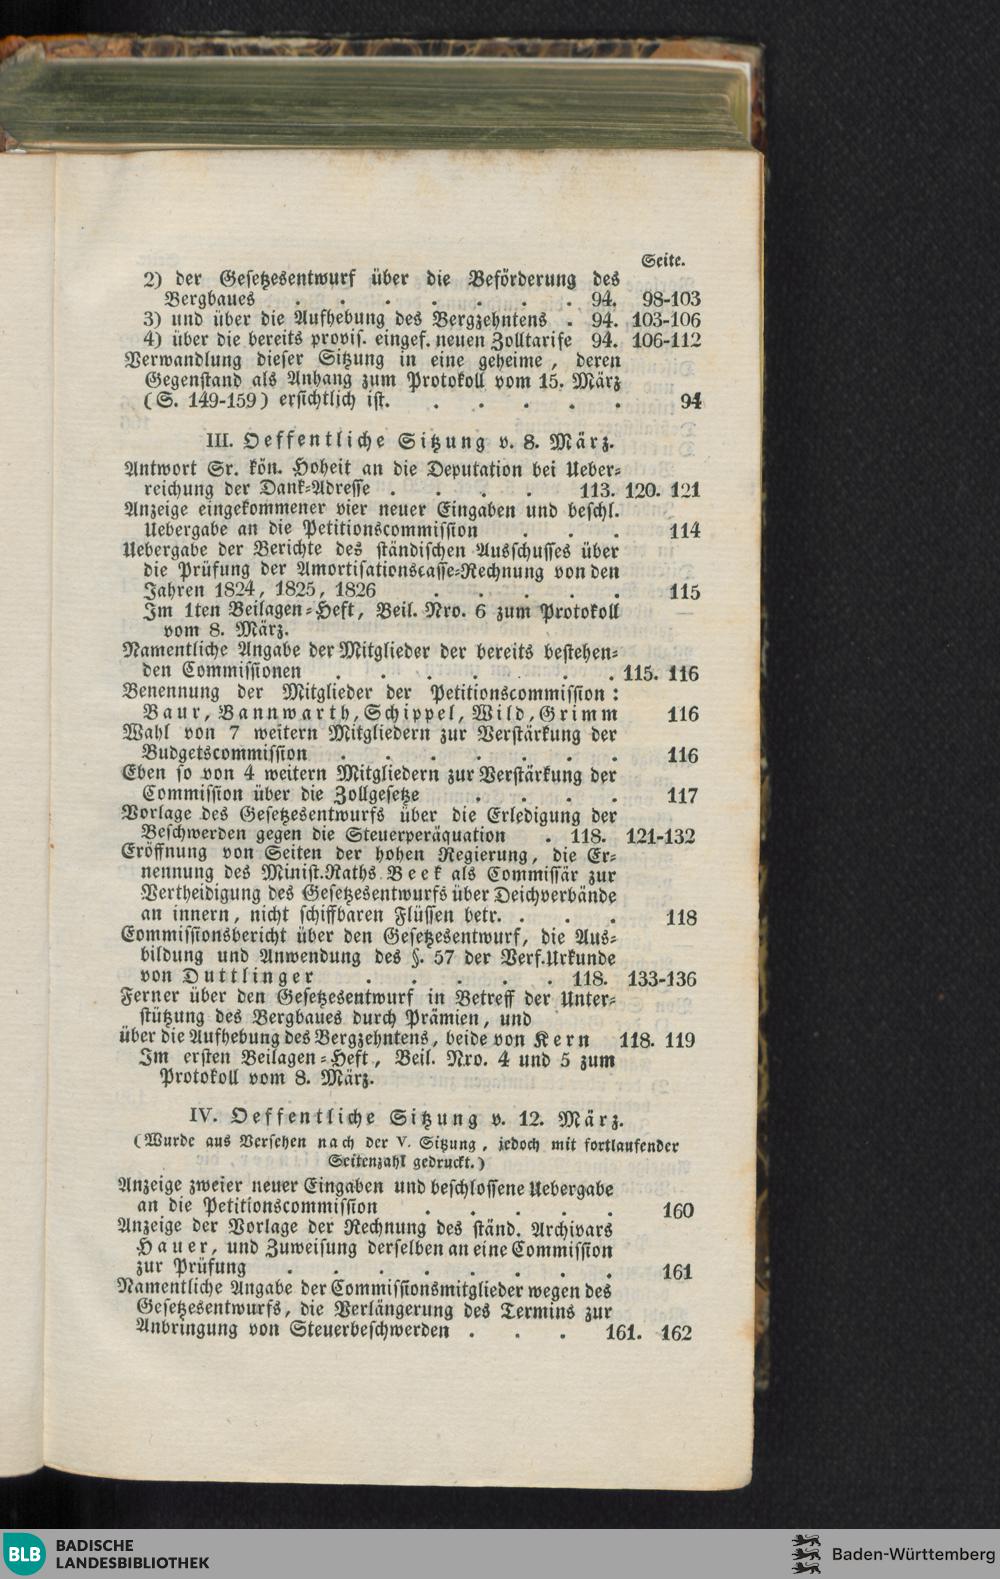 Seite.
2) der Gesetzesentwurf über die Beförderung des
Bergbaues . . . . . . . 94. 98-103
3) und über die Aufhebung des Bergzehntens . 94. 103-106
4) über die bereits provis. eingef. neuen Zolltarife 94. 106-112
Verwandlung dieser Sitzung in eine geheime, deren
Gegenstand als Anhang zum Protokoll vom 15. März
(S. 149-159) ersichtlich ist. . . . . . 94
III. Oeffentliche Sitzung v. 8. März.
Antwort Sr. kön. Hoheit an die Deputation bei Ueber=
reichung der Dank=Adresse . . . . 113. 120. 121
Anzeige eingekommener vier neuer Eingaben und beschl.
Uebergabe an die Petitionscommission . . . 114
Uebergabe der Berichte des ständischen Ausschusses über
die Prüfung der Amortisationscasse=Rechnung von den
Jahren 1824, 1825, 1826 . . . . . 115
Im 1ten Beilagen=Heft, Beil. Nro. 6 zum Protokoll
vom 8. März.
Namentliche Angabe der Mitglieder der bereits bestehen=
den Commissionen . . . . . . . 115. 116
Benennung der Mitglieder der Petitionscommission:
Baur, Bannwarth, Schippel, Wild, Grimm 116
Wahl von 7 weitern Mitgliedern zur Verstärkung der
Budgetscommission . . . . . . . 116
Eben so von 4 weitern Mitgliedern zur Verstärkung der
Commission über die Zollgesetze . . . . 117
Vorlage des Gesetzesentwurfs über die Erledigung der
Beschwerden gegen die Steuerperäquation . 118. 121-132
Eröffnung von Seiten der hohen Regierung, die Er=
nennung des Minist.Raths Beek als Commissär zur
Vertheidigung des Gesetzesentwurfs über Deichverbände
an innern, nicht schiffbaren Flüssen betr. . . . 118
Commissionsbericht über den Gesetzesentwurf, die Aus=
bildung und Anwendung des §. 57 der Verf.Urkunde
von Duttlinger . . . . . 118. 133-136
Ferner über den Gesetzesentwurf in Betreff der Unter=
stützung des Bergbaues durch Prämien, und
über die Aufhebung des Bergzehntens, beide von Kern 118. 119
Im ersten Beilagen=Heft, Beil. Nro. 4 und 5 zum
Protokoll vom 8. März.
IV. Oeffentliche Sitzung v. 12. März.
(Wurde aus Versehen nach der V. Sitzung, jedoch mit fortlaufender
Seitenzahl gedruckt.)
Anzeige zweier neuer Eingaben und beschlossene Uebergabe
an die Petitionscommission . . . . . 160
Anzeige der Vorlage der Rechnung des ständ. Archivars
Hauer, und Zuweisung derselben an eine Commission
zur Prüfung . . . . . . . . 161
Namentliche Angabe der Commissionsmitglieder wegen des
Gesetzesentwurfs, die Verlängerung des Termins zur
Anbringung von Steuerbeschwerden . . . 161. 162
BLB BADISCHE
LANDESBIBLIOTHEK
Baden-Württemberg